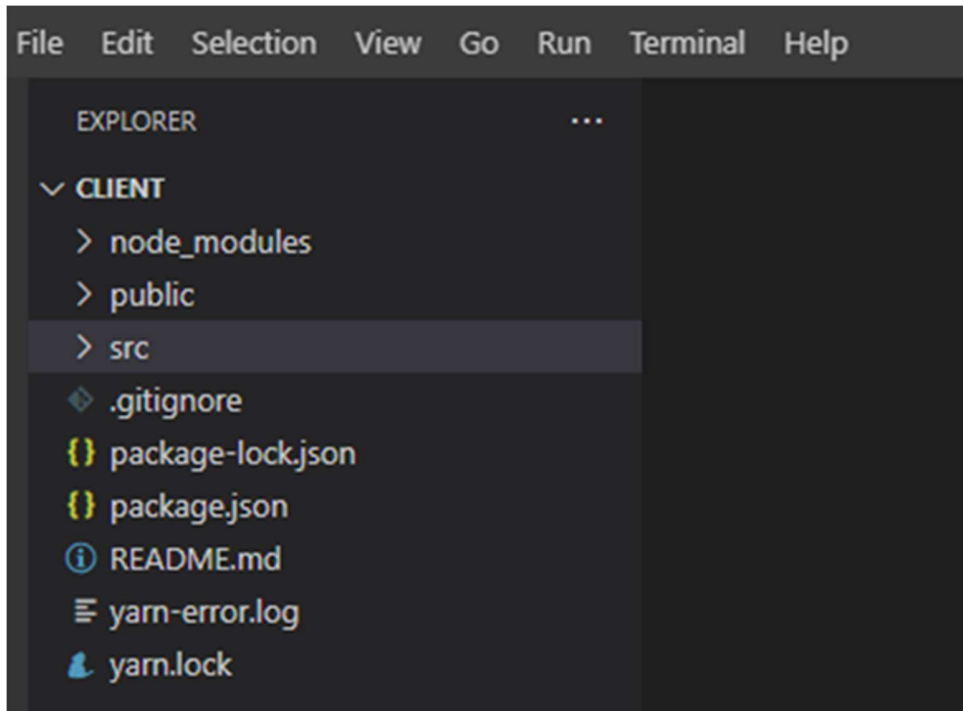 File Edit Selection View Go Run Terminal Help
EXPLORER ...
CLIENT
node_modules
public
src
.gitignore
package-lock.json
package.json
README.md
yarn-error.log
yarn.lock